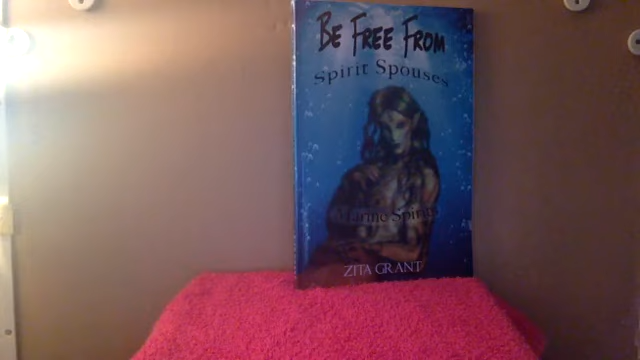 Be Free From
Spirit Spouses
Marine Spirits
Zita Grant